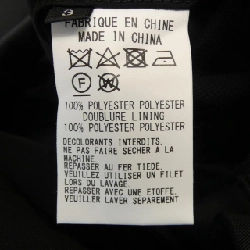 FABRIQUE EN CHINE
MADE IN CHINA
F
100% POLYESTER POLYESTER
DOUBLURE LINING
100% POLYESTER POLYESTER
DECOLORANTS INTERDITS.
NE PAS FAIRE SECHER A LA
MACHINE
REPASSER AU FER TIEDE.
VEUILLEZ UTILISER UN FILET
LORS DU LAVAGE
REPASSER AVEC UNE ETOFFE.
VEUILLEZ LAVER SEPAREMENT